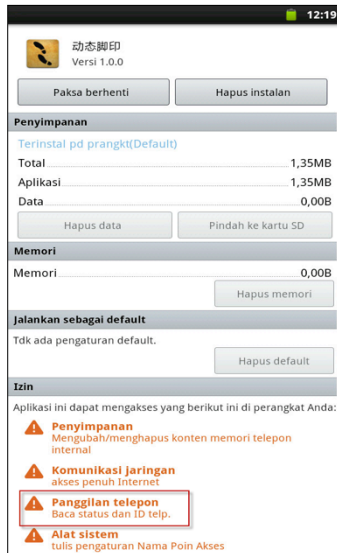 12:19
动态脚印
Versi 1.0.0
Paksa berhenti
Hapus instalan
Penyimpanan
Terinstal pd prangkt(Default)
Total 1,35MB
Aplikasi 1,35MB
Data 0,00B
Hapus data
Pindah ke kartu SD
Memori
Memori 0,00B
Hapus memori
Jalankan sebagai default
Tdk ada pengaturan default.
Hapus default
Izin
Aplikasi ini dapat mengakses yang berikut ini di perangkat Anda:
Penyimpanan
Mengubah/menghapus konten memori telepon
internal
Komunikasi jaringan
akses penuh Internet
Panggilan telepon
Baca status dan ID telp.
Alat sistem
tulis pengaturan Nama Poin Akses